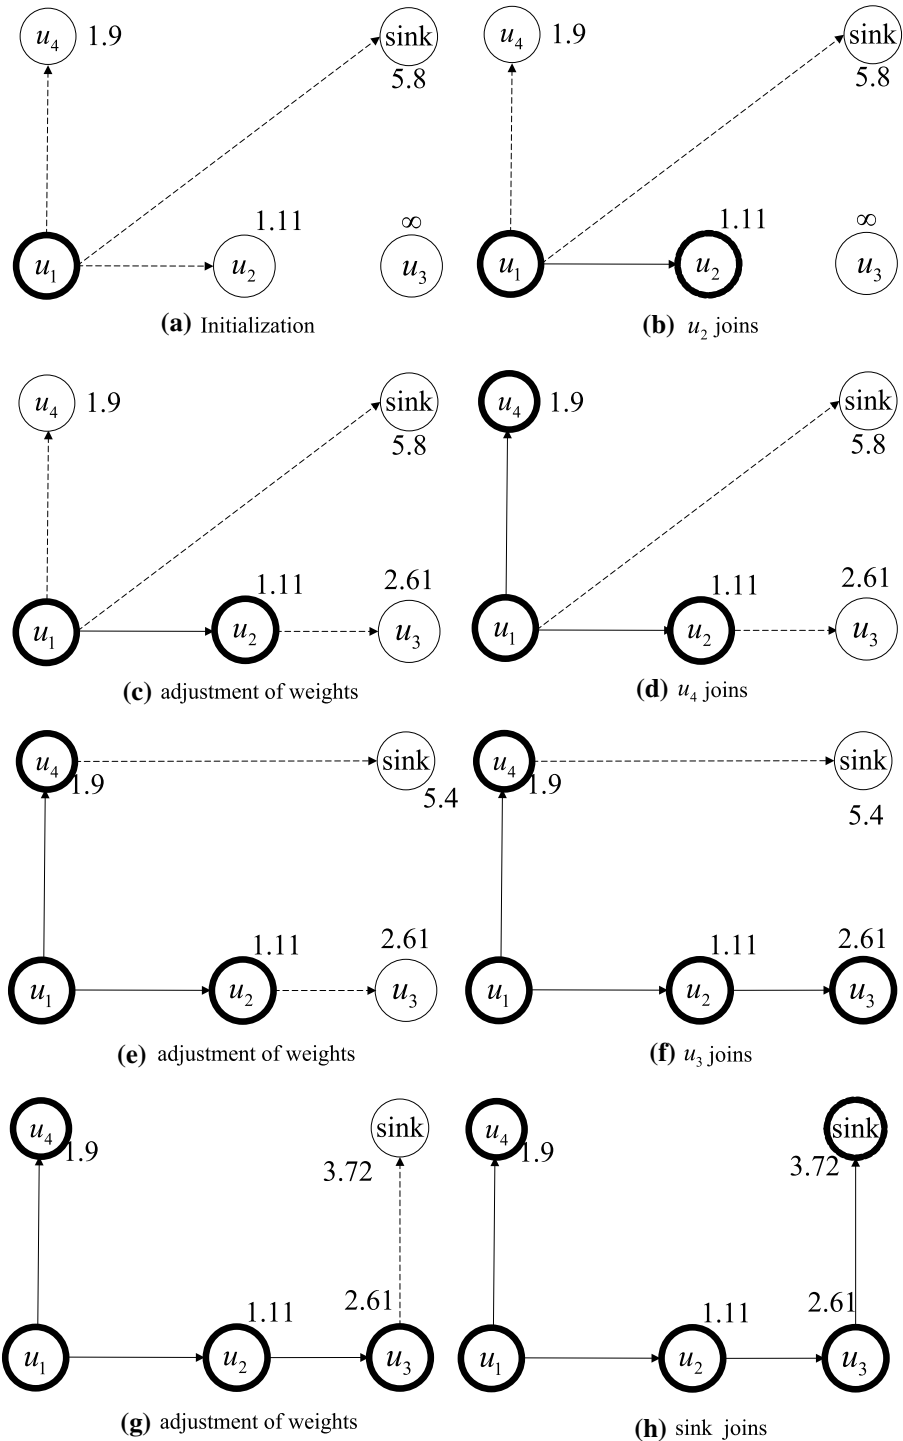 u4 1.9 sink
5.8
1.11 ∞
u1 u2 u3
(a) Initialization
u4 1.9 sink
5.8
1.11 ∞
u1 u2 u3
(b) u2 joins
u4 1.9 sink
5.8
1.11 2.61
u1 u2 u3
(c) adjustment of weights
u4 1.9 sink
5.8
1.11 2.61
u1 u2 u3
(d) u4 joins
u4 sink
1.9 5.4
1.11 2.61
u1 u2 u3
(e) adjustment of weights
u4 sink
1.9 5.4
1.11 2.61
u1 u2 u3
(f) u3 joins
u4 sink
1.9 3.72
1.11 2.61
u1 u2 u3
(g) adjustment of weights
u4 sink
1.9 3.72
1.11 2.61
u1 u2 u3
(h) sink joins